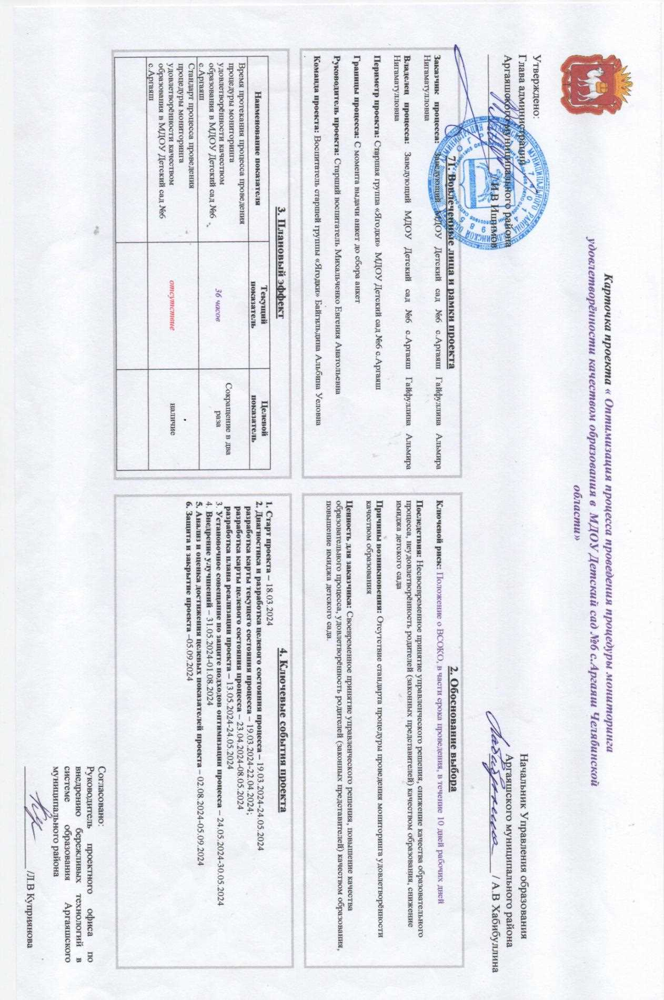 Карточка проекта « Оптимизация процесса проведения процедуры мониторинга
удовлетворённости качеством образования в МДОУ Детский сад №6 с.Аргаяш Челябинской
области»
Утверждено:
Глава администрации
Аргаяшского муниципального района
/ И.В Ишимов
Начальник Управления образования
Аргаяшского муниципального района
/ А.В Хабибуллина
71. Вовлеченные лица и рамки проекта
Заказчик процесса: Заведующий МДОУ Детский сад №6 с.Аргаяш Гайфуллина Альмира
Нигаматулловна
Владелец процесса: Заведующий МДОУ Детский сад №6 с.Аргаяш Гайфуллина Альмира
Нигаматулловна
Периметр проекта: Старшая группа «Ягодки» МДОУ Детский сад №6 с.Аргаяш
Границы процесса: С момента выдачи анкет до сбора анкет
Руководитель проекта: Старший воспитатель Михальченко Евгения Анатольевна
Команда проекта: Воспитатель старшей группы «Ягодки» Байгильдина Альбина Уеловна
2. Обоснование выбора
Ключевой риск: Положение о ВСОКО, в части срока проведения, в течение 10 дней рабочих дней
Последствия: Несвоевременное принятие управленческого решения, снижение качества образовательного
процесса, неудовлетворённость родителей (законных представителей) качеством образования, снижение
имиджа детского сада
Причины возникновения: Отсутствие стандарта процедуры проведения мониторинга удовлетворённости
качеством образования
Ценность для заказчика: Своевременное принятие управленческого решения, повышение качества
образовательного процесса, удовлетворённость родителей (законных представителей) качеством образования,
повышение имиджа детского сада.
3. Плановый эффект
Наименование показателя
Текущий
показатель
Целевой
показатель
Время протекания процесса проведения
процедуры мониторинга
удовлетворённости качеством
образования в МДОУ Детский сад №6
с.Аргаяш
36 часов
Сокращение в два
раза
Стандарт процесса проведения
процедуры мониторинга
удовлетворённости качеством
образования в МДОУ Детский сад №6
с.Аргаяш
отсутствие
наличие
4. Ключевые события проекта
1. Старт проекта – 18.03.2024
2. Диагностика и разработка целевого состояния процесса – 19.03.2024-24.05.2024
разработка карты текущего состояния процесса – 19.03.2024-22.04.2024;
разработка карты целевого состояния процесса – 23.04.2024-08.05.2024
разработка плана реализации проекта – 13.05.2024-24.05.2024
3. Установочное совещание по защите подходов оптимизации процесса – 24.05.2024-30.05.2024
4. Внедрение улучшений – 31.05.2024-01.08.2024
5. Анализ и оценка достижения целевых показателей проекта – 02.08.2024-05.09.2024
6. Защита и закрытие проекта –05.09.2024
Согласовано:
Руководитель проектного офиса по
внедрению бережливых технологий в
системе образования Аргаяшского
муниципального района
/Л.В Куприянова